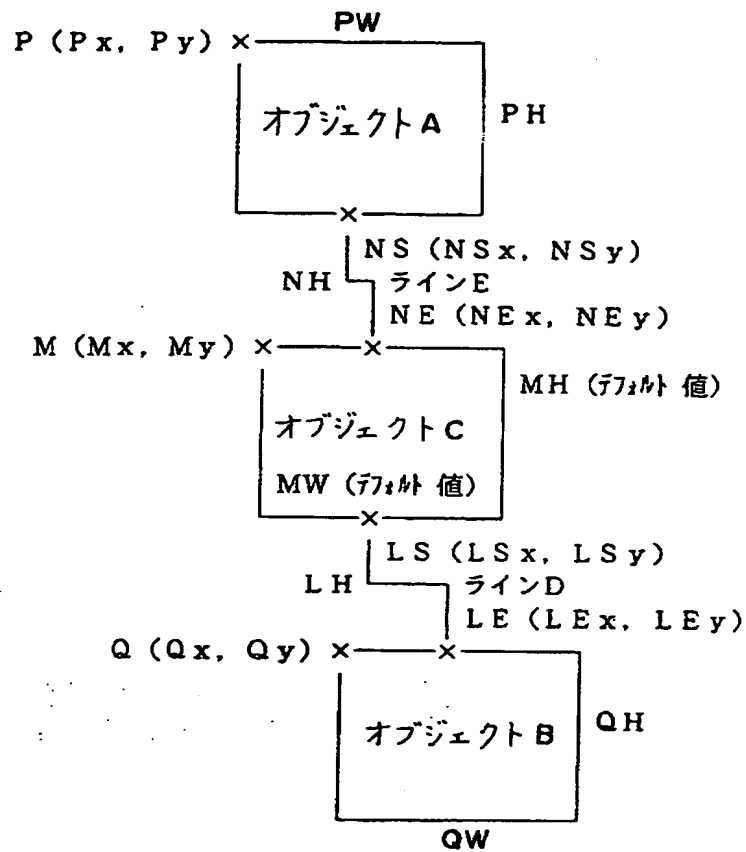 PW
P (Px, Py)
オブジェクトA
PH
NS (NSx, NSy)
NH
ラインE
NE (NEx, NEy)
M (Mx, My)
MH (デフォルト 値)
オブジェクトC
MW (デフォルト 値)
LS (LSx, LSy)
LH
ラインD
LE (LEx, LEy)
Q (Qx, Qy)
オブジェクトB
QH
QW